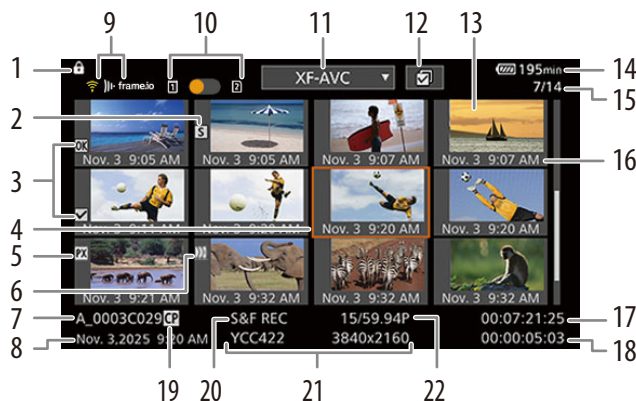 9 10 11 12 13
1 frame.io 1 2 XF-AVC 195min 14
7/14 15
2 S
OK Nov. 3 9:05 AM Nov. 3 9:05 AM Nov. 3 9:07 AM Nov. 3 9:07 AM 16
3
4 Nov. 3 9:20 AM Nov. 3 9:20 AM
5 PX
6 Nov. 3 9:21 AM Nov. 3 9:32 AM Nov. 3 9:32 AM Nov. 3 9:32 AM
7 A_0003C029 CP S&F REC 15/59.94P 00:07:21:25 17
8 Nov. 3,2025 9:20 AM YCC422 3840x2160 00:00:05:03 18
19 20 21 22